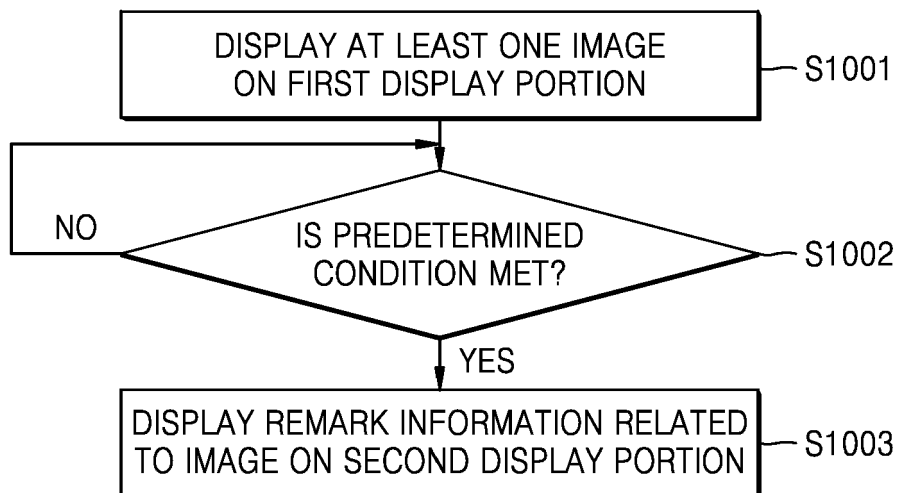 DISPLAY AT LEAST ONE IMAGE
ON FIRST DISPLAY PORTION
S1001
NO
IS PREDETERMINED
CONDITION MET?
S1002
YES
DISPLAY REMARK INFORMATION RELATED
TO IMAGE ON SECOND DISPLAY PORTION
S1003